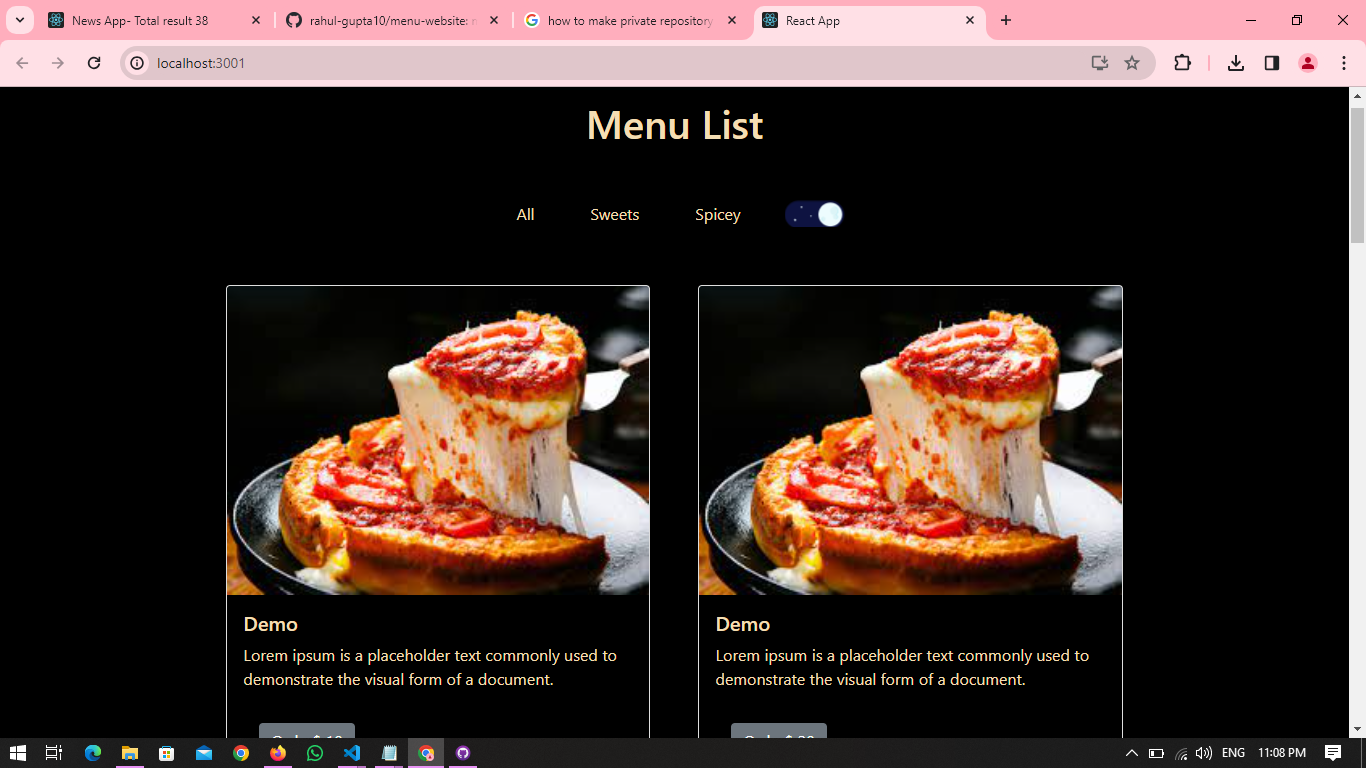 News App- Total result 38
rahul-gupta10/menu-website:
how to make private repository
React App
localhost:3001
Menu List
All
Sweets
Spicey
Demo
Lorem ipsum is a placeholder text commonly used to
demonstrate the visual form of a document.
Demo
Lorem ipsum is a placeholder text commonly used to
demonstrate the visual form of a document.
ENG
11:08 PM